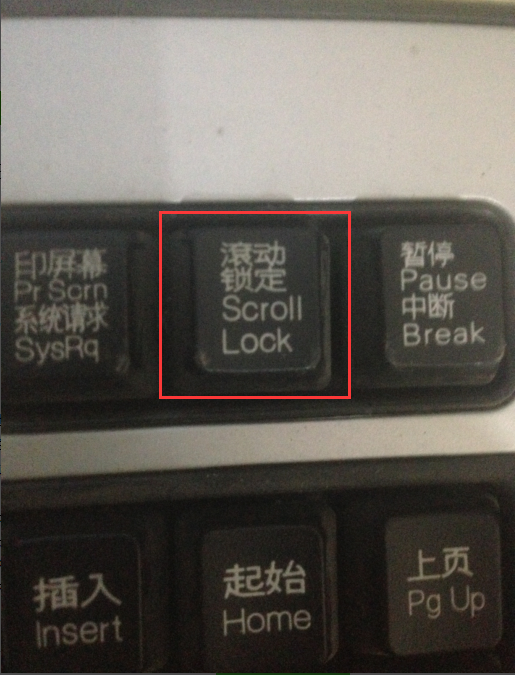 印屏幕
Pr Scrn
系统请求
SysRq
滚动
锁定
Scroll
Lock
暂停
Pause
中断
Break
插入
Insert
起始
Home
上页
Pg Up